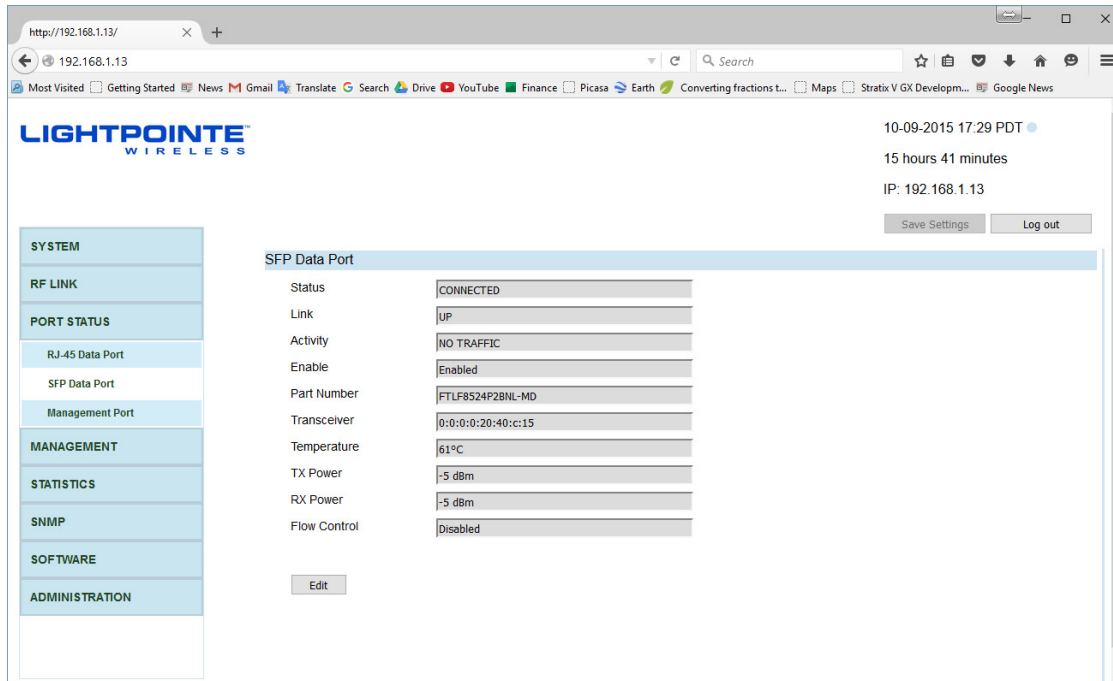 http://192.168.1.13/
192.168.1.13
Search
Most Visited Getting Started News Gmail Translate Search Drive YouTube Finance Picasa Earth Converting fractions t... Maps Stratix V GX Developm... Google News
LIGHTPOINTE
WIRELESS
10-09-2015 17:29 PDT
15 hours 41 minutes
IP: 192.168.1.13
Save Settings Log out
SYSTEM
RF LINK
PORT STATUS
RJ-45 Data Port
SFP Data Port
Management Port
MANAGEMENT
STATISTICS
SNMP
SOFTWARE
ADMINISTRATION
SFP Data Port
Status CONNECTED
Link UP
Activity NO TRAFFIC
Enable Enabled
Part Number FTLF8524P2BNL-MD
Transceiver 0:0:0:0:20:40:c:15
Temperature 61ºC
TX Power -5 dBm
RX Power -5 dBm
Flow Control Disabled
Edit